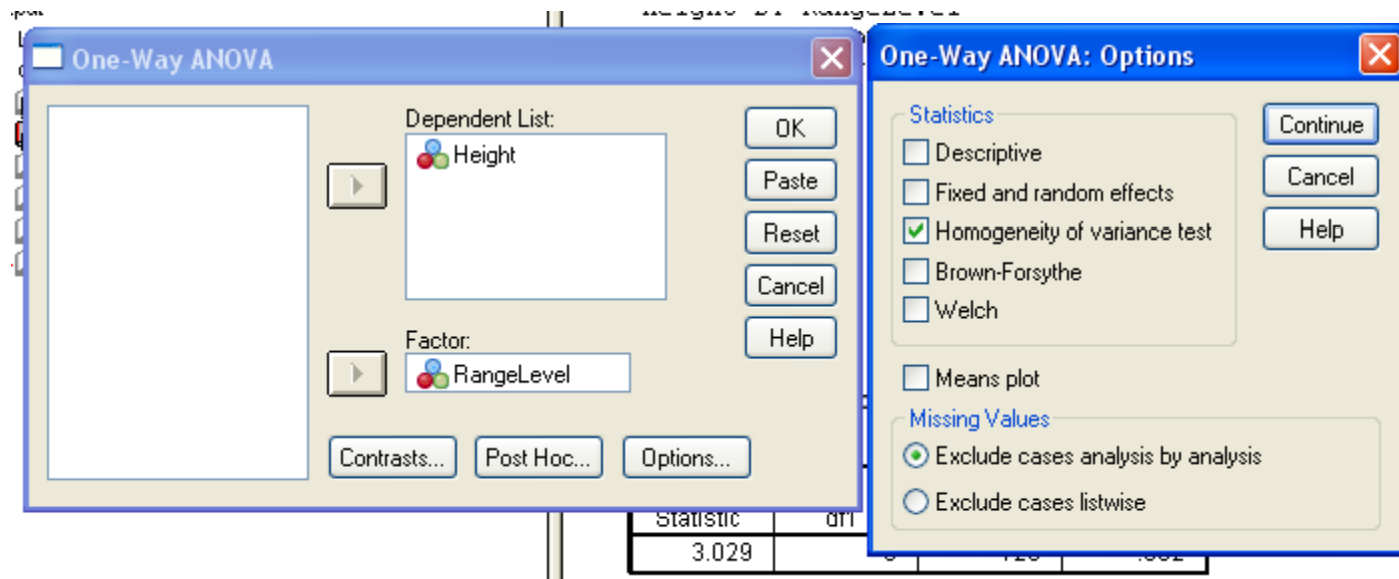 One-Way ANOVA
Dependent List:
Height
Factor:
RangeLevel
OK
Paste
Reset
Cancel
Help
Contrasts...
Post Hoc...
Options...
One-Way ANOVA: Options
Statistics
Descriptive
Fixed and random effects
Homogeneity of variance test
Brown-Forsythe
Welch
Means plot
Missing Values
Exclude cases analysis by analysis
Exclude cases listwise
Continue
Cancel
Help
Statistic df1
3.029